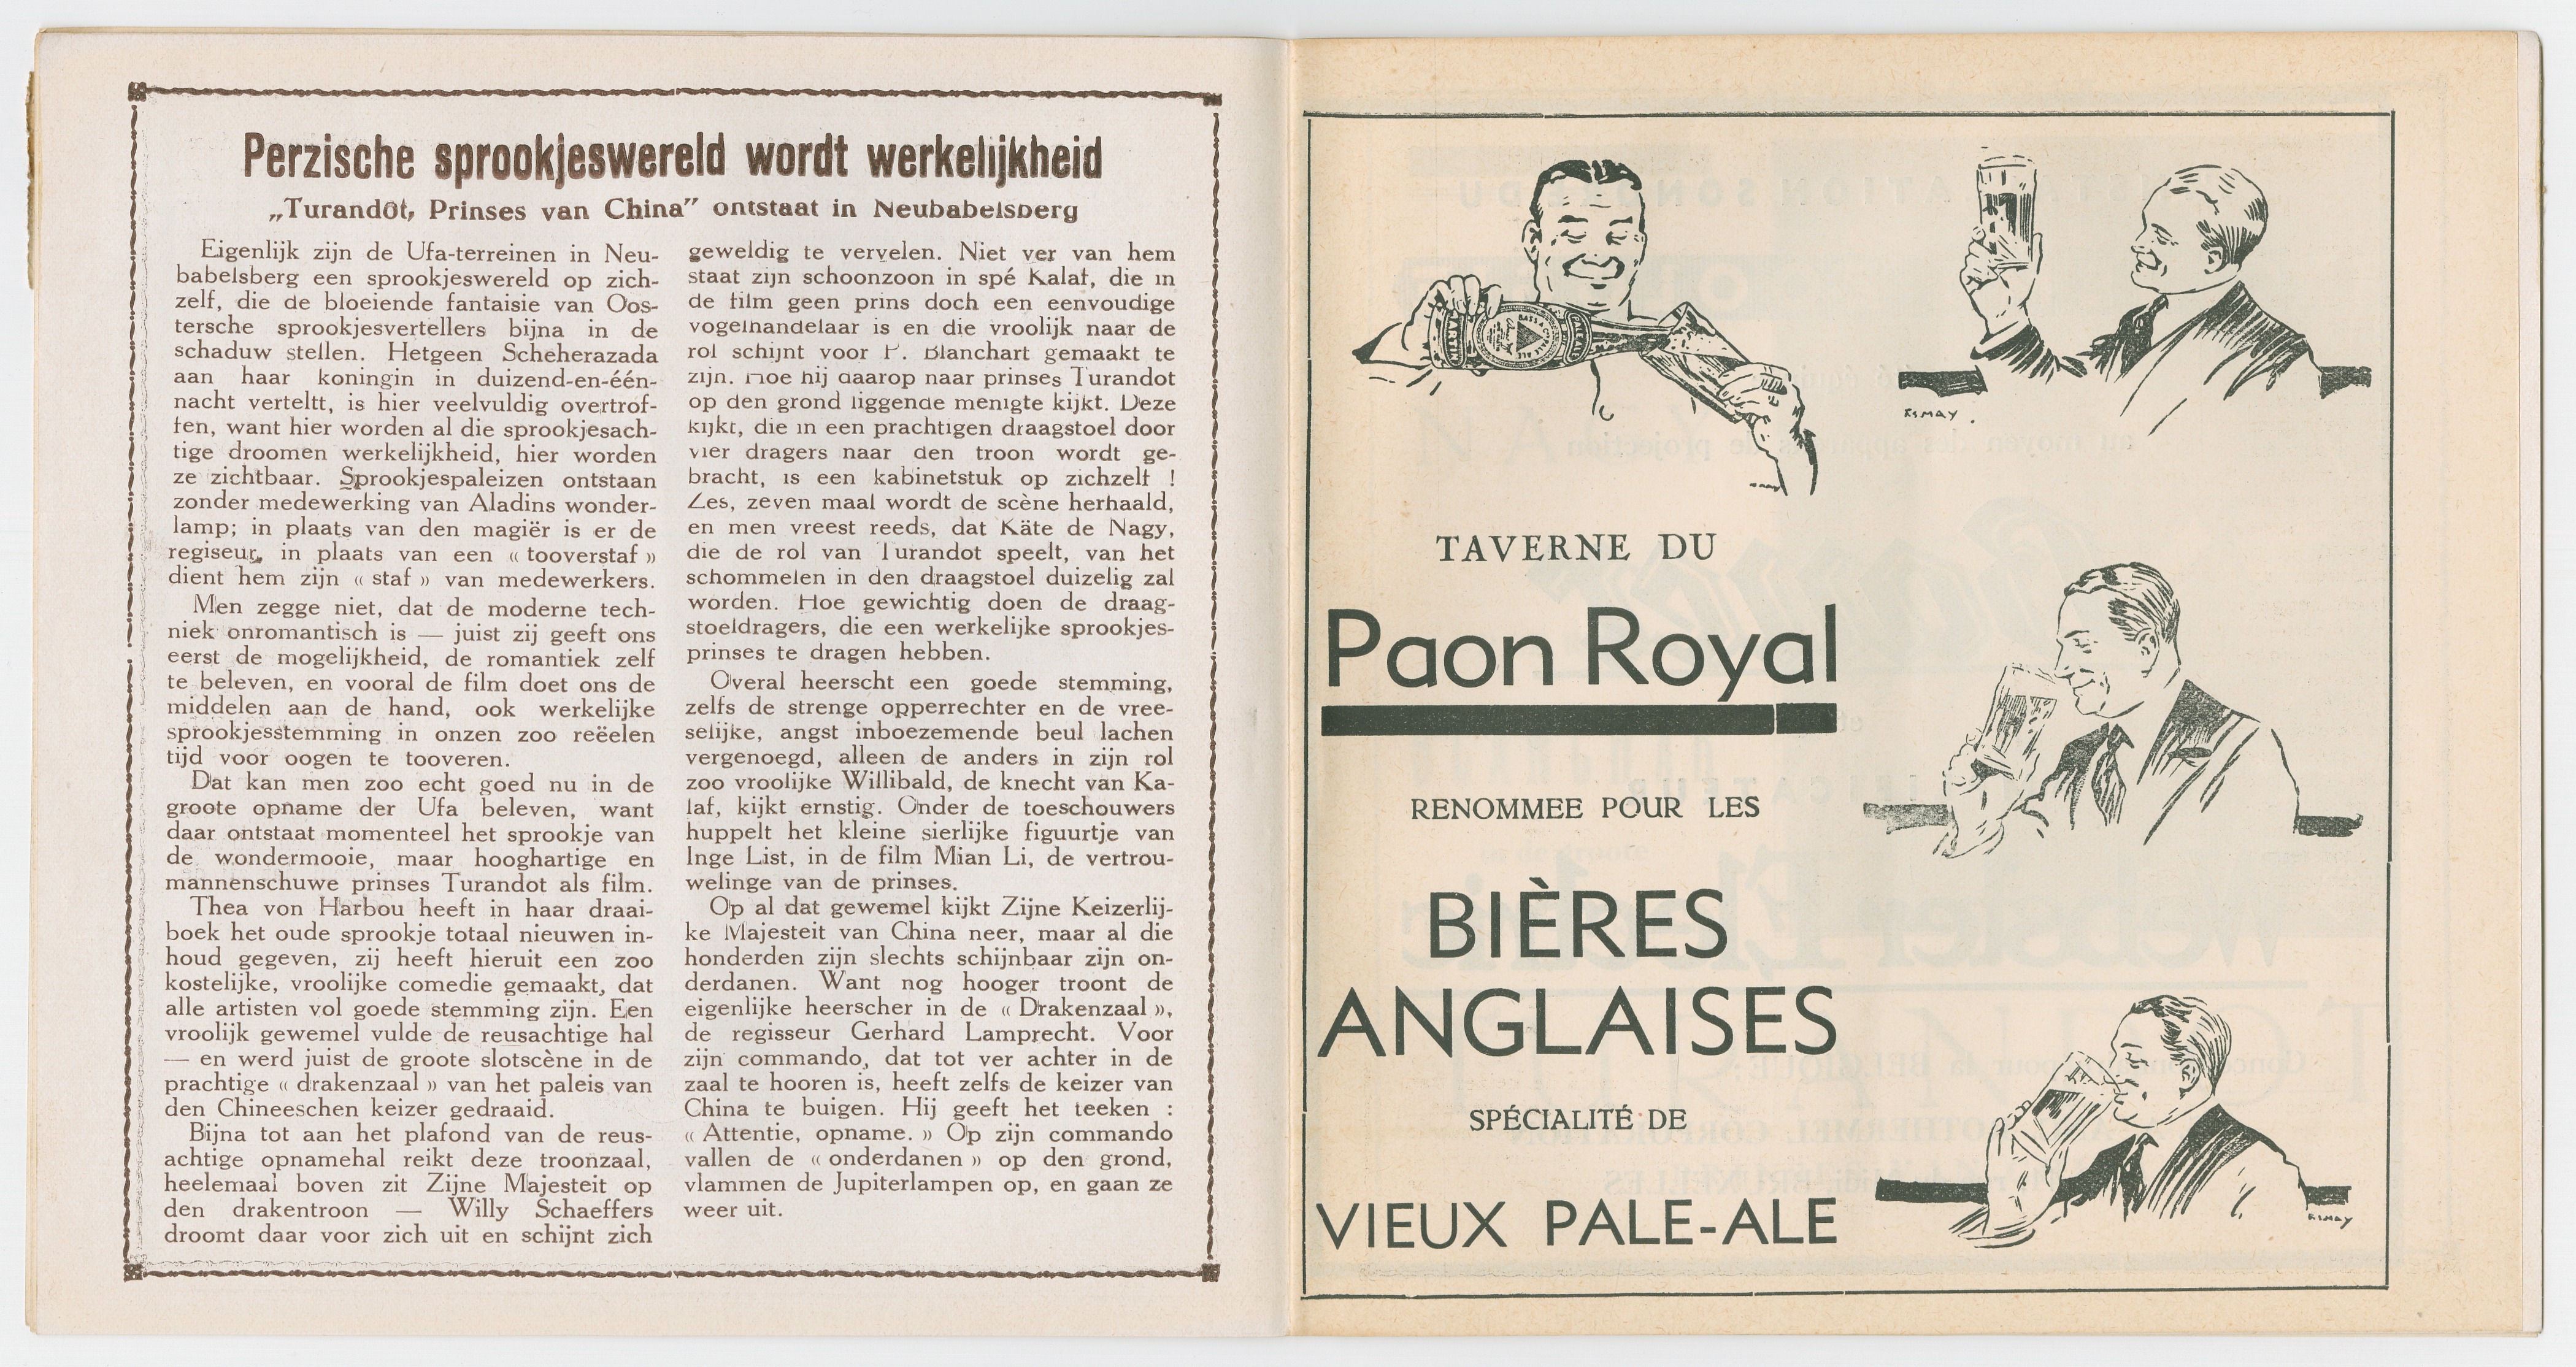 Perzische sprookjeswereld wordt werkelijkheid
„Turandot, Prinses van China” ontstaat in Neubabelsberg
Eigenlijk zijn de Ufa-terreinen in Neu-
babelsberg een sprookjeswereld op zich-
zelf, die de bloeiende fantaisie van Oos-
tersche sprookjesvertellers bijna in de
schaduw stellen. Hetgeen Scheherazada
aan haar koningin in duizend-en-één-
nacht verteltt, is hier veelvuldig overtrof-
fen, want hier worden al die sprookjesach-
tige droomen werkelijkheid, hier worden
ze zichtbaar. Sprookjespaleizen ontstaan
zonder medewerking van Aladins wonder-
lamp; in plaats van den magiër is er de
regiseur, in plaats van een « tooverstaf »
dient hem zijn « staf » van medewerkers.
Men zegge niet, dat de moderne tech-
niek onromantisch is — juist zij geeft ons
eerst de mogelijkheid, de romantiek zelf
te beleven, en vooral de film doet ons de
middelen aan de hand, ook werkelijke
sprookjesstemming in onzen zoo reëelen
tijd voor oogen te tooveren.
Dat kan men zoo echt goed nu in de
groote opname der Ufa beleven, want
daar ontstaat momenteel het sprookje van
de wondermooie, maar hooghartige en
mannenschuwe prinses Turandot als film.
Thea von Harbou heeft in haar draai-
boek het oude sprookje totaal nieuwen in-
houd gegeven, zij heeft hieruit een zoo
kostelijke, vroolijke comedie gemaakt, dat
alle artisten vol goede stemming zijn. Een
vroolijk gewemel vulde de reusachtige hal
— en werd juist de groote slotscène in de
prachtige « drakenzaal » van het paleis van
den Chineeschen keizer gedraaid.
Bijna tot aan het plafond van de reus-
achtige opnamehal reikt deze troonzaal,
heelemaal boven zit Zijne Majesteit op
den drakentroon — Willy Schaeffers
droomt daar voor zich uit en schijnt zich
geweldig te vervelen. Niet ver van hem
staat zijn schoonzoon in spé Kalaf, die in
de film geen prins doch een eenvoudige
vogelhandelaar is en die vroolijk naar de
rol schijnt voor P. Blanchart gemaakt te
zijn. Hoe hij daarop naar prinses Turandot
op den grond liggende menigte kijkt. Deze
kijkt, die in een prachtigen draagstoel door
vier dragers naar den troon wordt ge-
bracht, is een kabinetstuk op zichzelf !
Zes, zeven maal wordt de scène herhaald,
en men vreest reeds, dat Käte de Nagy,
die de rol van Turandot speelt, van het
schommelen in den draagstoel duizelig zal
worden. Hoe gewichtig doen de draag-
stoeldragers, die een werkelijke sprookjes-
prinses te dragen hebben.
Overal heerscht een goede stemming,
zelfs de strenge opperrechter en de vree-
selijke, angst inboezemende beul lachen
vergenoegd, alleen de anders in zijn rol
zoo vroolijke Willibald, de knecht van Ka-
laf, kijkt ernstig. Onder de toeschouwers
huppelt het kleine sierlijke figuurtje van
Inge List, in de film Mian Li, de vertrou-
welinge van de prinses.
Op al dat gewemel kijkt Zijne Keizerlij-
ke Majesteit van China neer, maar al die
honderden zijn slechts schijnbaar zijn on-
derdanen. Want nog hooger troont de
eigenlijke heerscher in de « Drakenzaal »,
de regisseur Gerhard Lamprecht. Voor
zijn commando, dat tot ver achter in de
zaal te hooren is, heeft zelfs de keizer van
China te buigen. Hij geeft het teeken :
« Attentie, opname. » Op zijn commando
vallen de « onderdanen » op den grond,
vlammen de Jupiterlampen op, en gaan ze
weer uit.
ESMAY.
TAVERNE DU
Paon Royal
RENOMMEE POUR LES
BIÈRES
ANGLAISES
SPÉCIALITÉ DE
VIEUX PALE-ALE
ESMAY